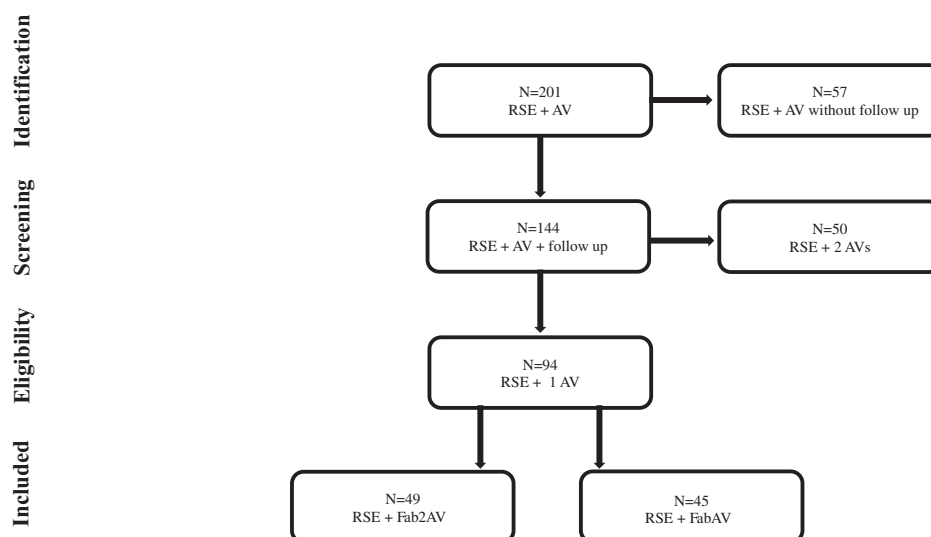 Identification
N=201
RSE + AV
N=57
RSE + AV without follow up
Screening
N=144
RSE + AV + follow up
N=50
RSE + 2 AVs
Eligibility
N=94
RSE + 1 AV
Included
N=49
RSE + Fab2AV
N=45
RSE + FabAV